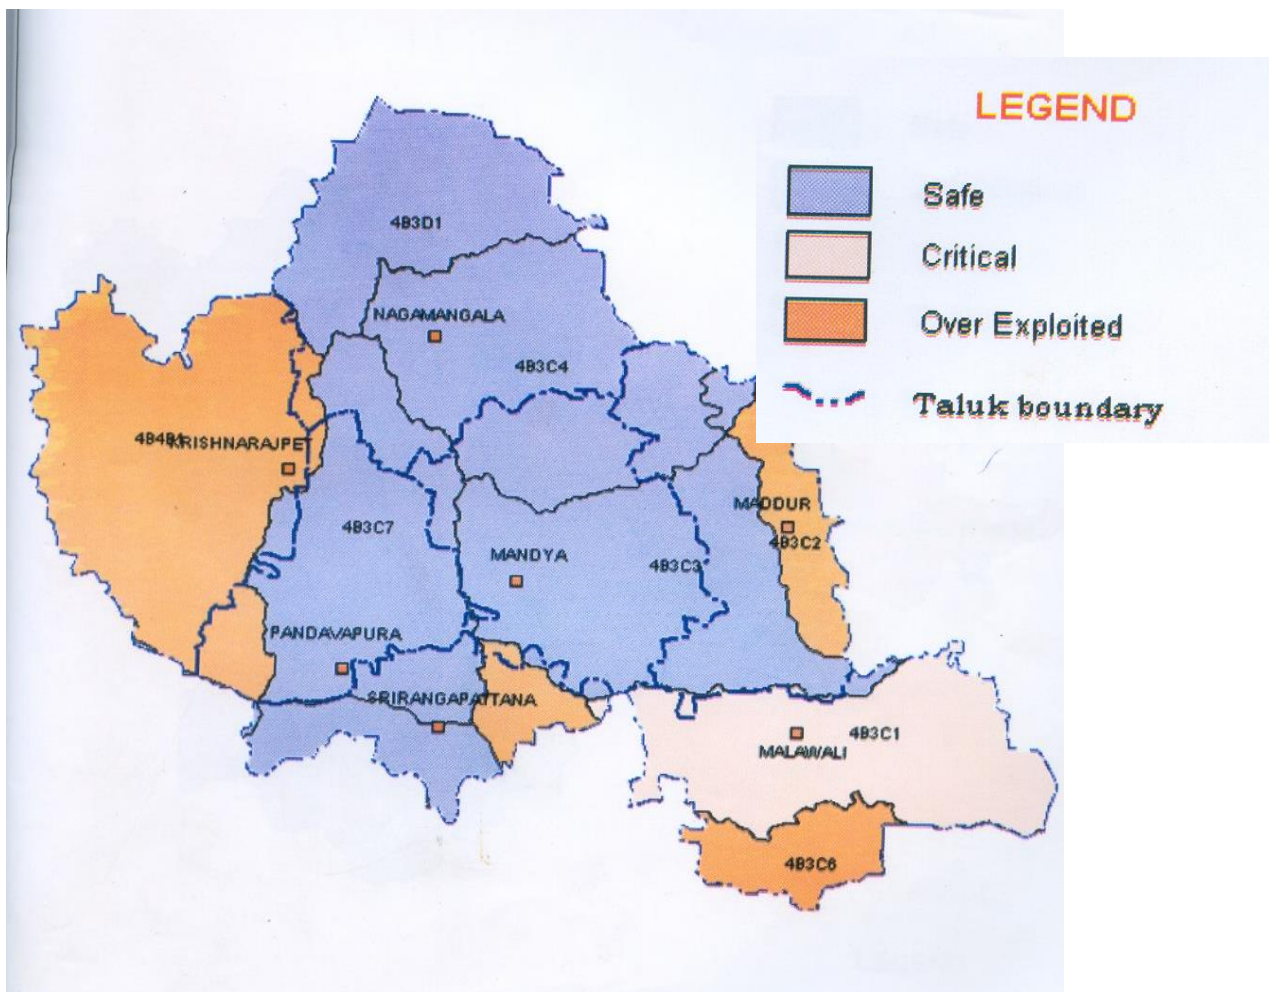 LEGEND
Safe
Critical
Over Exploited
Taluk boundary
4B3D1
NAGAMANGALA
4B3C4
KRISHNARAJPET
MADDUR
4B3C7
4B3C2
MANDYA
4B3C3
PANDAVAPURA
SRIRANGAPATTANA
4B3C1
MALAWALI
4B3C6